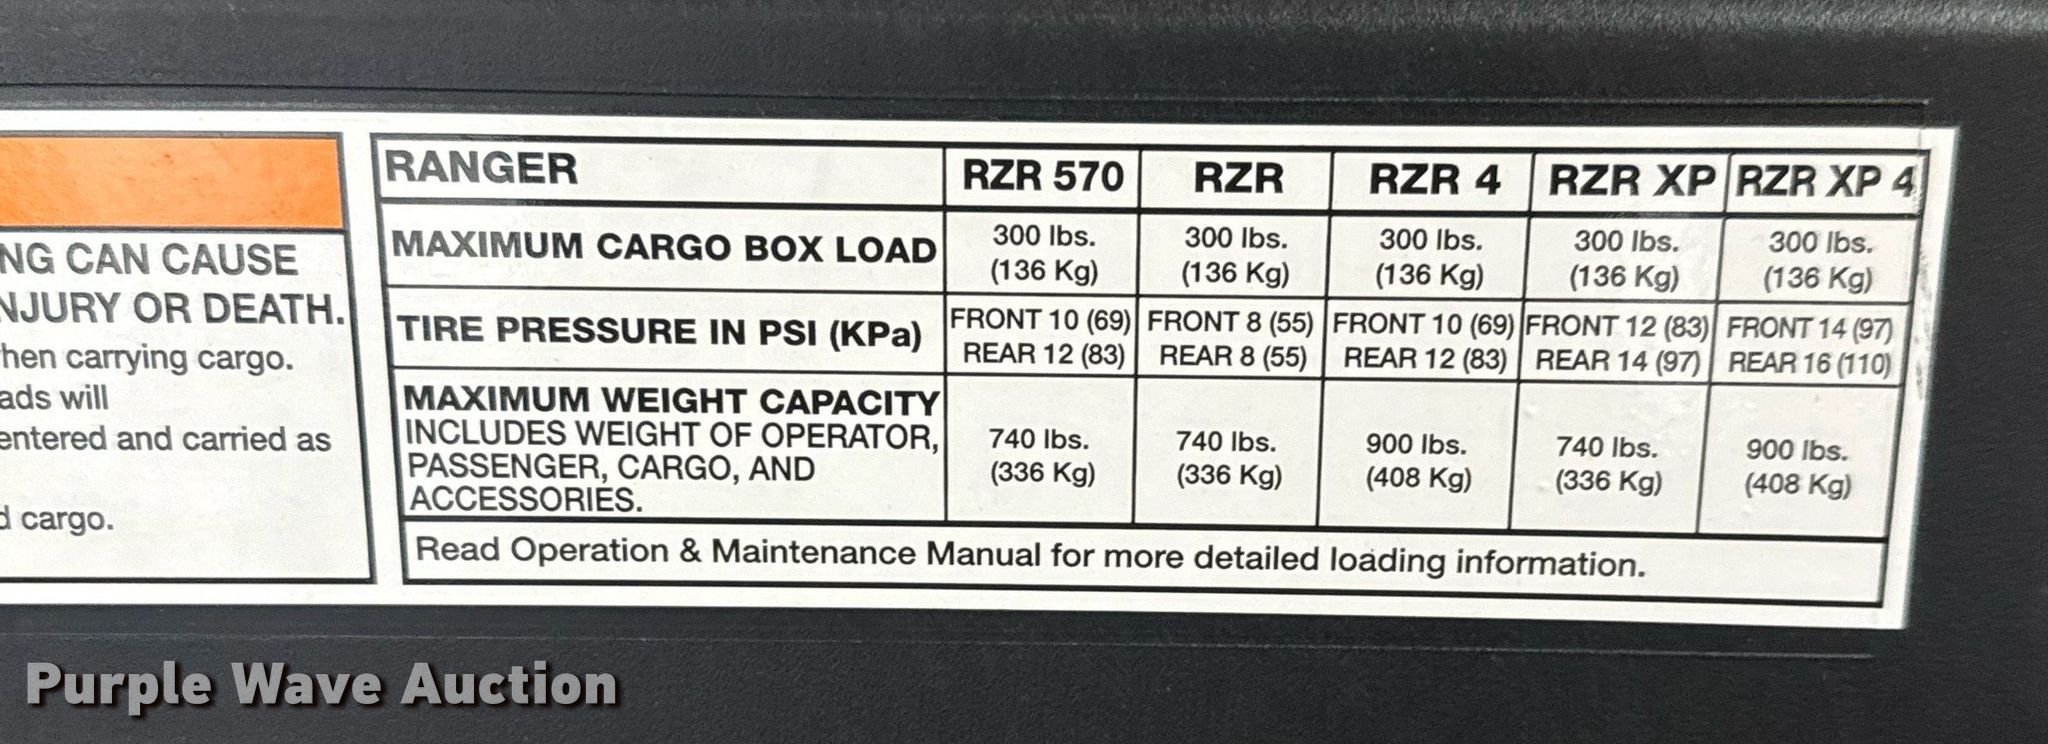 NG CAN CAUSE
NJURY OR DEATH.
hen carrying cargo.
ads will
entered and carried as
d cargo.
RANGER RZR 570 RZR RZR 4 RZR XP RZR XP 4
MAXIMUM CARGO BOX LOAD 300 lbs. (136 Kg) 300 lbs. (136 Kg) 300 lbs. (136 Kg) 300 lbs. (136 Kg) 300 lbs. (136 Kg)
TIRE PRESSURE IN PSI (KPa) FRONT 10 (69) REAR 12 (83) FRONT 8 (55) REAR 8 (55) FRONT 10 (69) REAR 12 (83) FRONT 12 (83) REAR 14 (97) FRONT 14 (97) REAR 16 (110)
MAXIMUM WEIGHT CAPACITY
INCLUDES WEIGHT OF OPERATOR,
PASSENGER, CARGO, AND
ACCESSORIES.
740 lbs. (336 Kg) 740 lbs. (336 Kg) 900 lbs. (408 Kg) 740 lbs. (336 Kg) 900 lbs. (408 Kg)
Read Operation & Maintenance Manual for more detailed loading information.
Purple Wave Auction